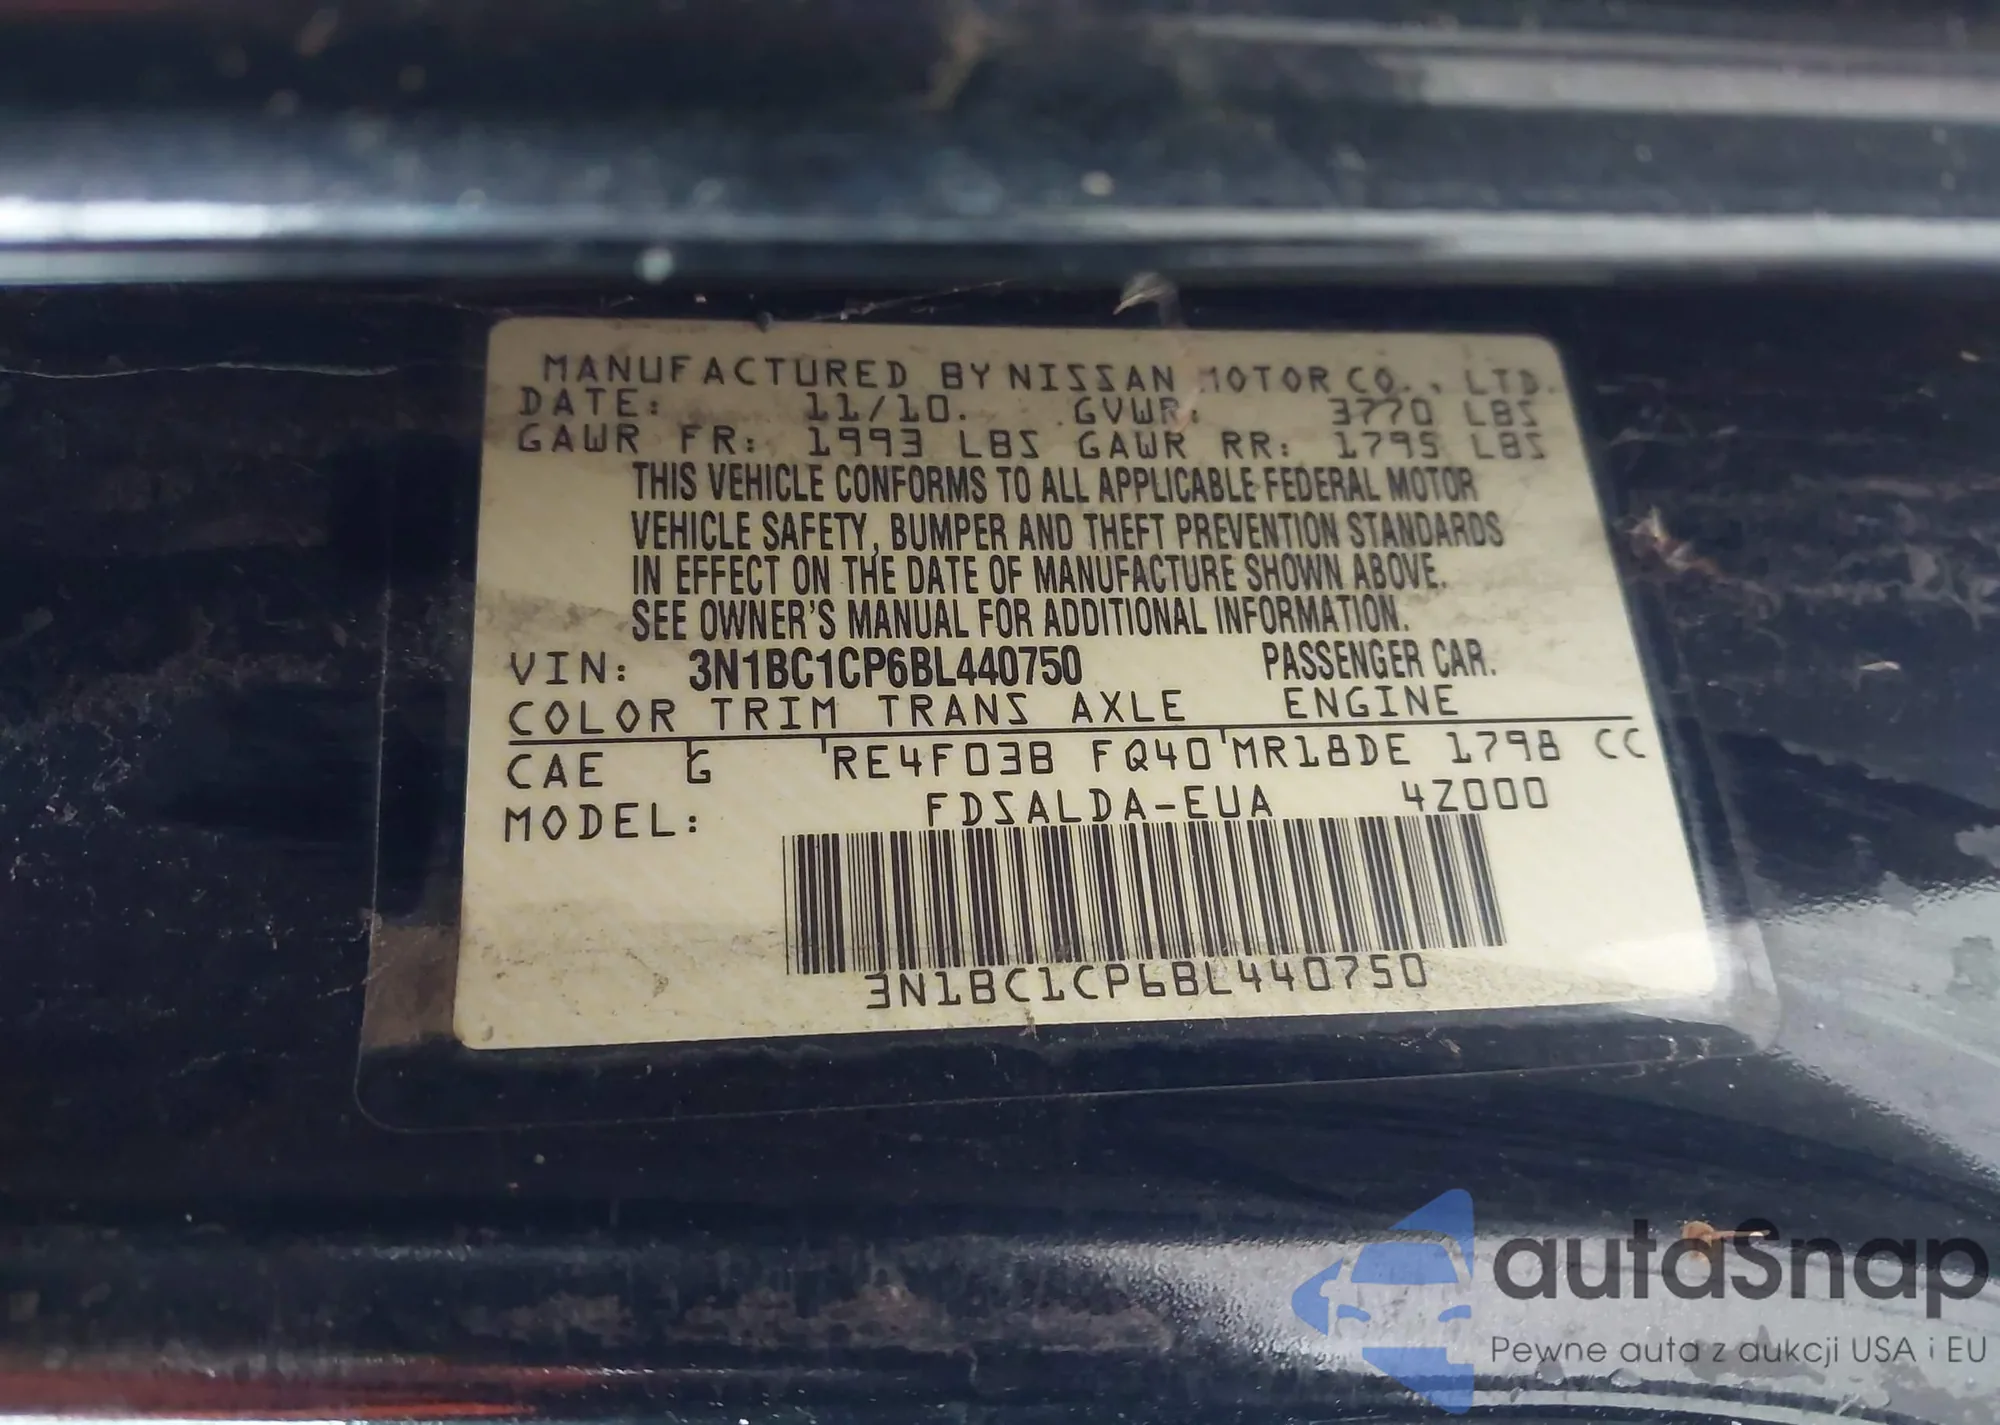 MANUFACTURED BY NISSAN MOTOR CO., LTD.
DATE: 11/10. GVWR: 3770 LBS
GAWR FR: 1993 LBS GAWR RR: 1795 LBS
THIS VEHICLE CONFORMS TO ALL APPLICABLE FEDERAL MOTOR
VEHICLE SAFETY, BUMPER AND THEFT PREVENTION STANDARDS
IN EFFECT ON THE DATE OF MANUFACTURE SHOWN ABOVE.
SEE OWNER'S MANUAL FOR ADDITIONAL INFORMATION.
VIN: 3N1BC1CP6BL440750 PASSENGER CAR.
COLOR TRIM TRANS AXLE ENGINE
CAE G RE4F03B FQ40 MR18DE 1798 CC
MODEL: FDSALDA-EUA 4Z000
3N1BC1CP6BL440750
autaSnap
Pewne auta z aukcji USA i EU